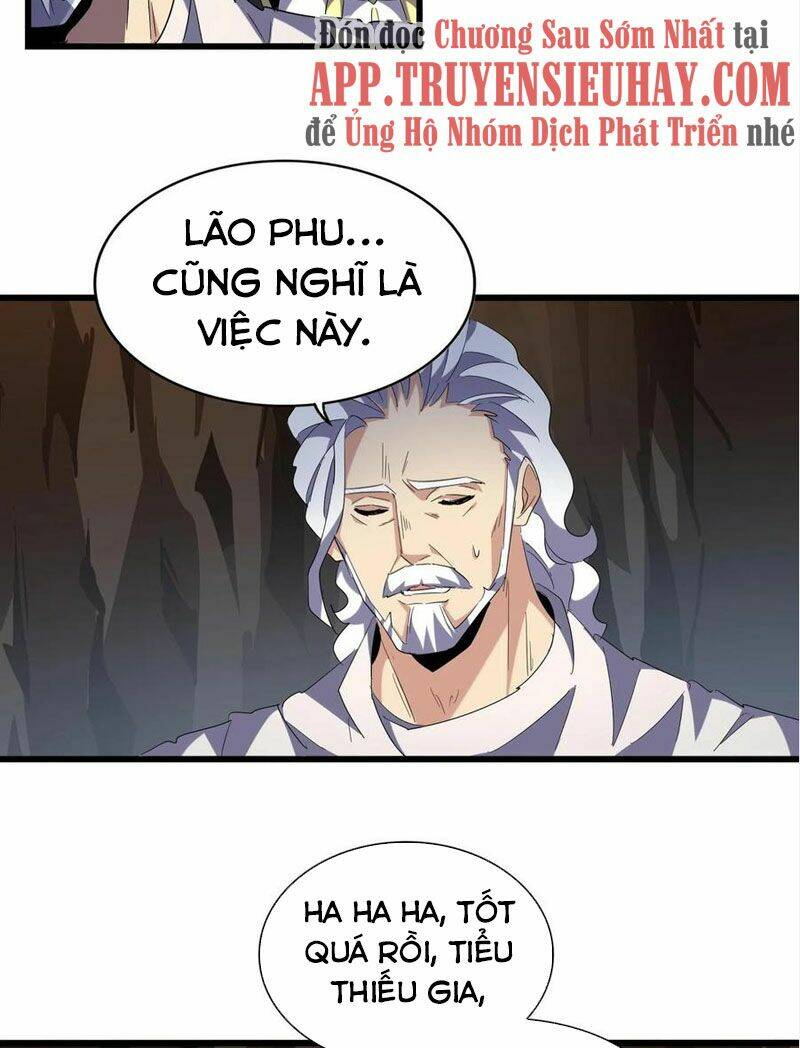 Đón đọc Chương Sau Sớm Nhất tại
APP.TRUYENSIEUHAY.COM
để Ủng Hộ Nhóm Dịch Phát Triển nhé
LÃO PHU...
CŨNG NGHĨ LÀ
VIỆC NÀY.
HA HA HA, TỐT
QUÁ RỒI, TIỂU
THIẾU GIA,